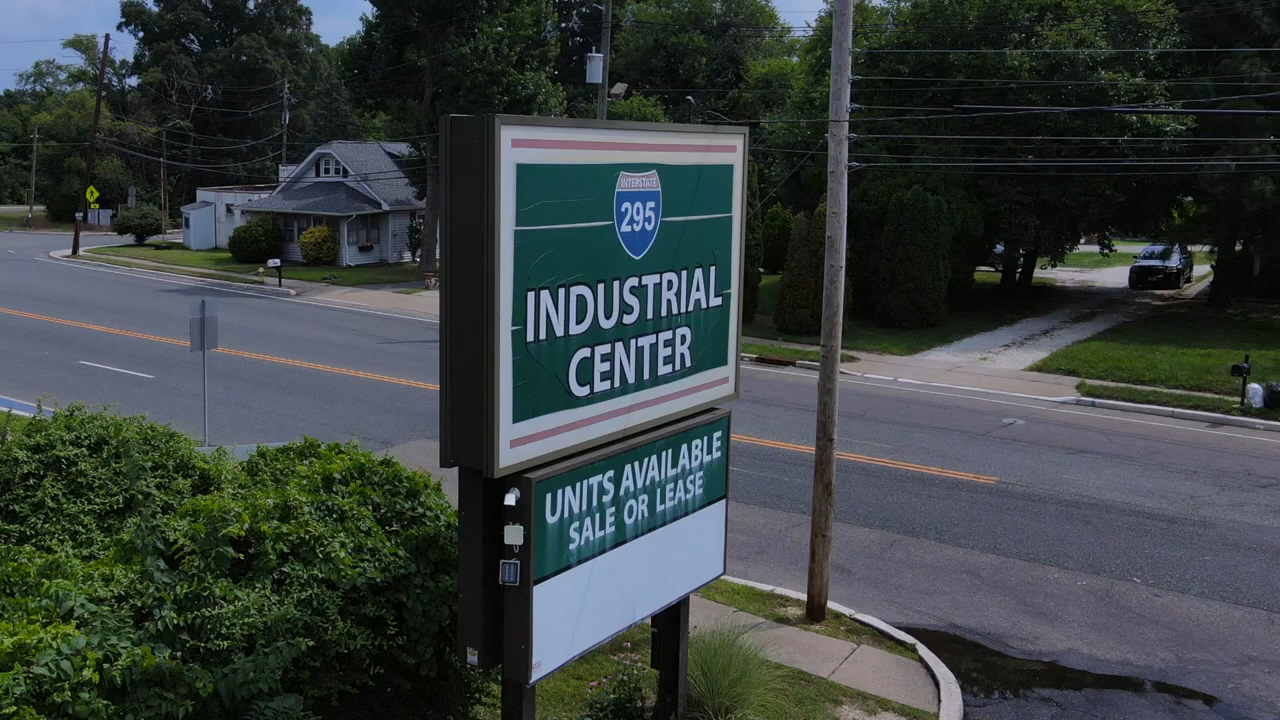 INTERSTATE
295
INDUSTRIAL
CENTER
UNITS AVAILABLE
SALE OR LEASE